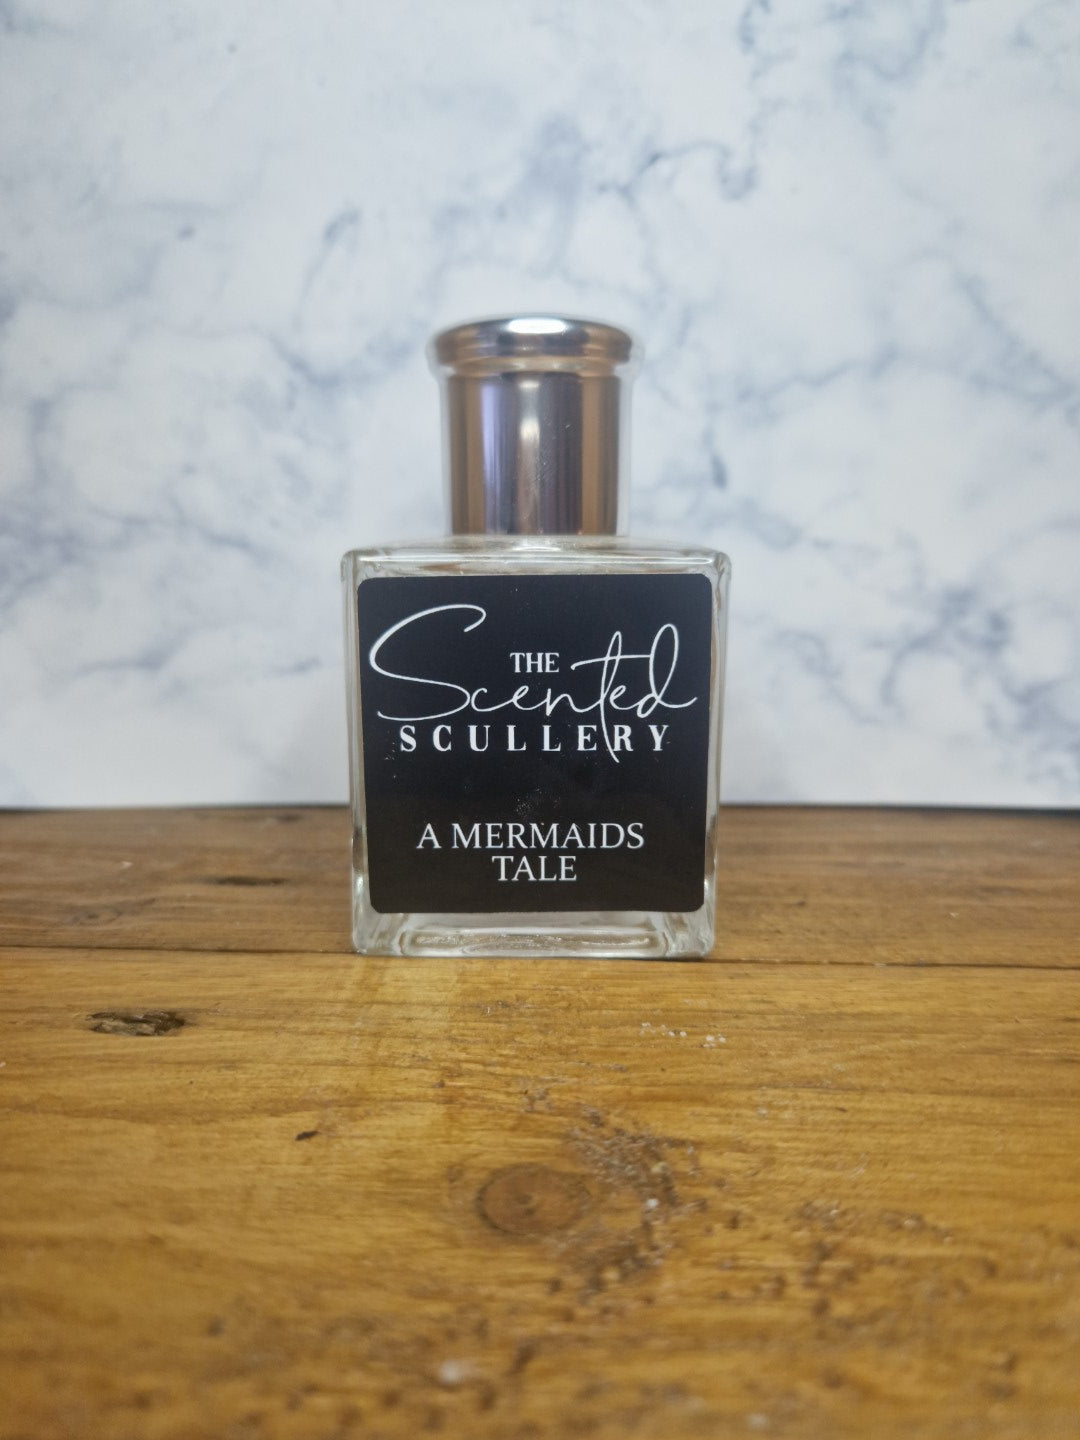 THE
Scented
SCULLERY
A MERMAIDS
TALE